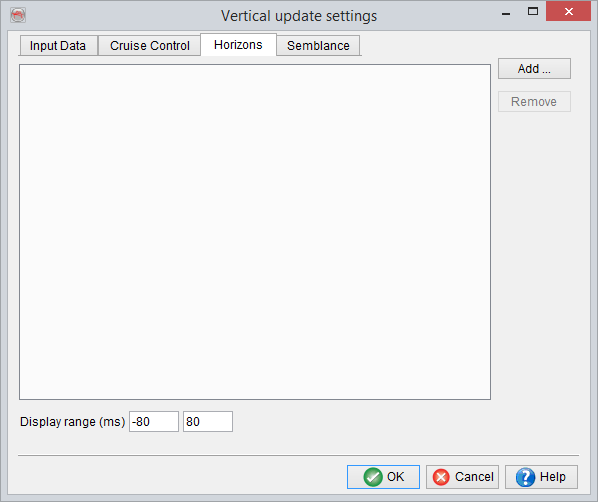 Vertical update settings
Input Data Cruise Control Horizons Semblance
Add ...
Remove
Display range (ms) -80 80
OK Cancel Help